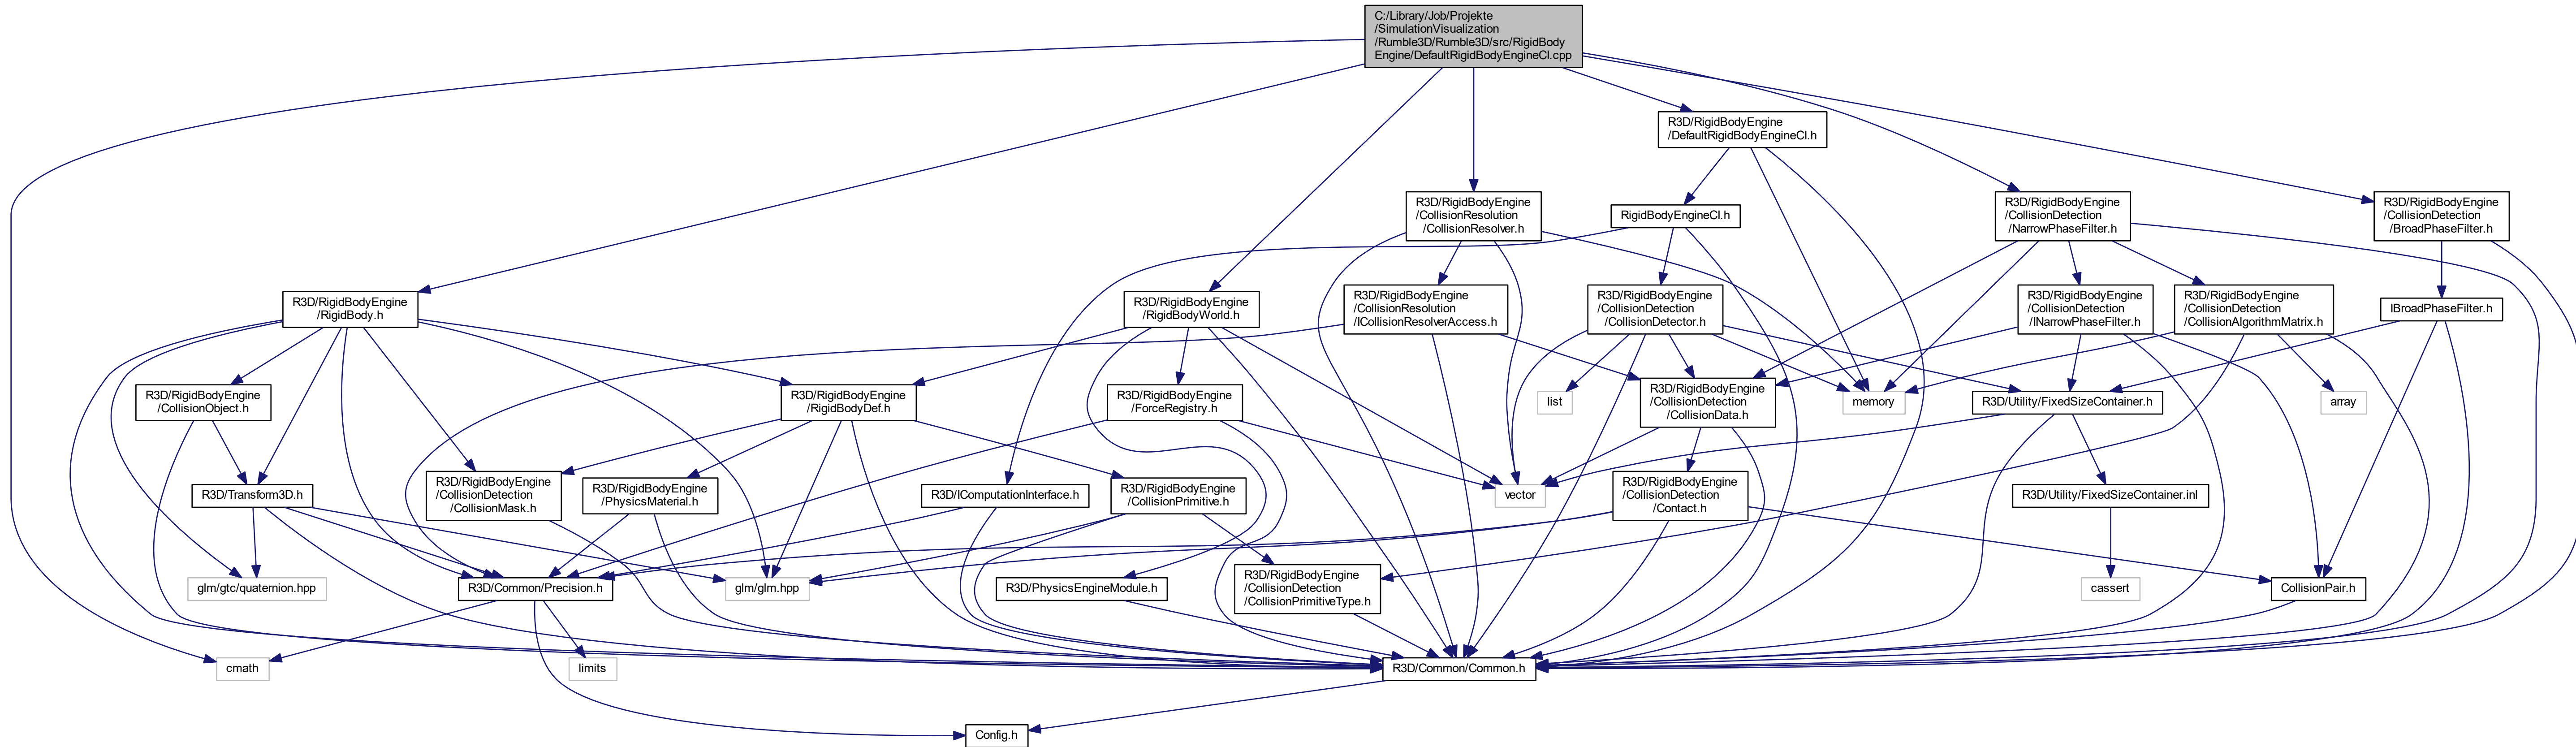 C:/Library/Job/Projekte
/SimulationVisualization
/Rumble3D/Rumble3D/src/RigidBody
Engine/DefaultRigidBodyEngineCI.cpp
R3D/RigidBodyEngine
/DefaultRigidBodyEngineCI.h
R3D/RigidBodyEngine
/CollisionResolution
/CollisionResolver.h
RigidBodyEngineCI.h
R3D/RigidBodyEngine
/CollisionDetection
/NarrowPhaseFilter.h
R3D/RigidBodyEngine
/CollisionDetection
/BroadPhaseFilter.h
R3D/RigidBodyEngine
/RigidBody.h
R3D/RigidBodyEngine
/RigidBodyWorld.h
R3D/RigidBodyEngine
/CollisionResolution
/ICollisionResolverAccess.h
R3D/RigidBodyEngine
/CollisionDetection
/CollisionDetector.h
R3D/RigidBodyEngine
/CollisionDetection
/INarrowPhaseFilter.h
R3D/RigidBodyEngine
/CollisionDetection
/CollisionAlgorithmMatrix.h
IBroadPhaseFilter.h
R3D/RigidBodyEngine
/CollisionObject.h
R3D/RigidBodyEngine
/RigidBodyDef.h
R3D/RigidBodyEngine
/ForceRegistry.h
list
R3D/RigidBodyEngine
/CollisionDetection
/CollisionData.h
memory
R3D/Utility/FixedSizeContainer.h
array
R3D/Transform3D.h
R3D/RigidBodyEngine
/CollisionDetection
/CollisionMask.h
R3D/RigidBodyEngine
/PhysicsMaterial.h
R3D/IComputationInterface.h
R3D/RigidBodyEngine
/CollisionPrimitive.h
vector
R3D/RigidBodyEngine
/CollisionDetection
/Contact.h
R3D/Utility/FixedSizeContainer.inl
glm/gtc/quaternion.hpp
R3D/Common/Precision.h
glm/glm.hpp
R3D/PhysicsEngineModule.h
R3D/RigidBodyEngine
/CollisionDetection
/CollisionPrimitiveType.h
cassert
CollisionPair.h
cmath
limits
R3D/Common/Common.h
Config.h